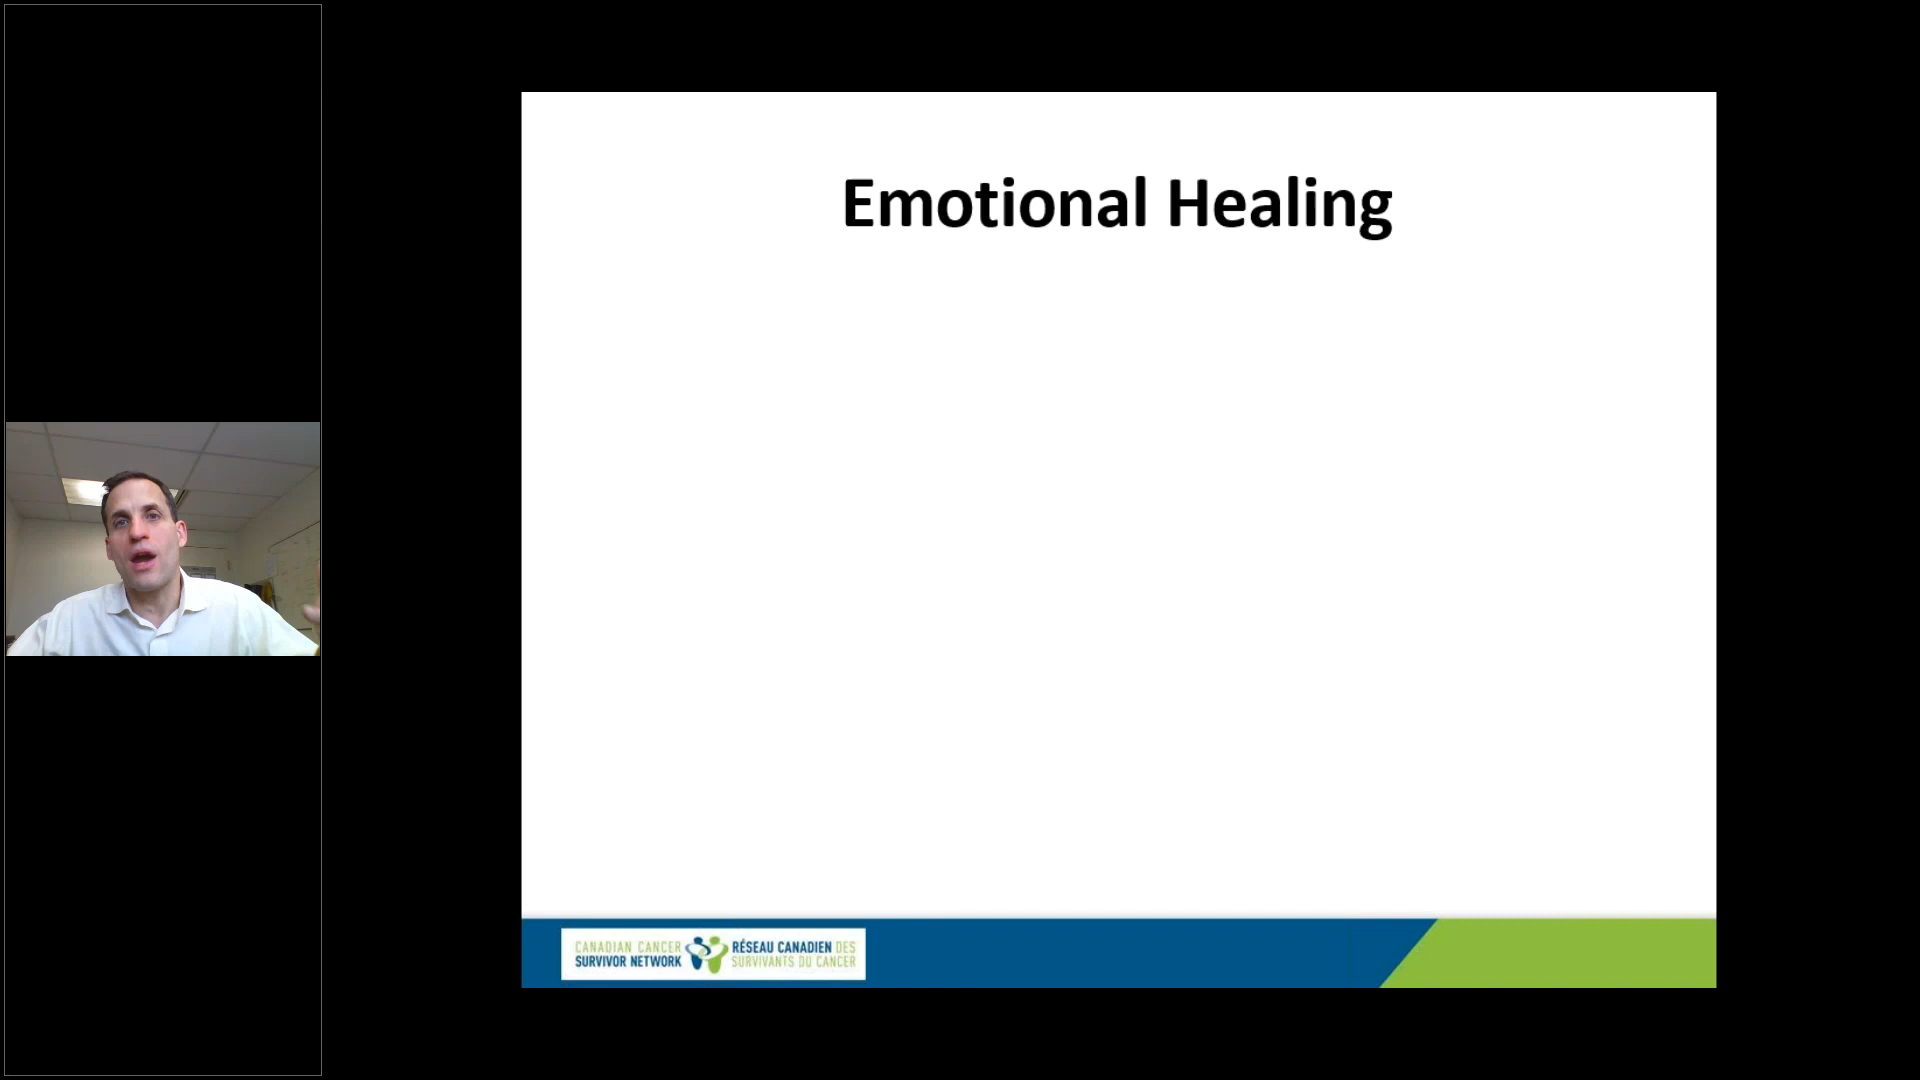 Emotional Healing
CANADIAN CANCER
SURVIVOR NETWORK
RÉSEAU CANADIEN DES
SURVIVANTS DU CANCER